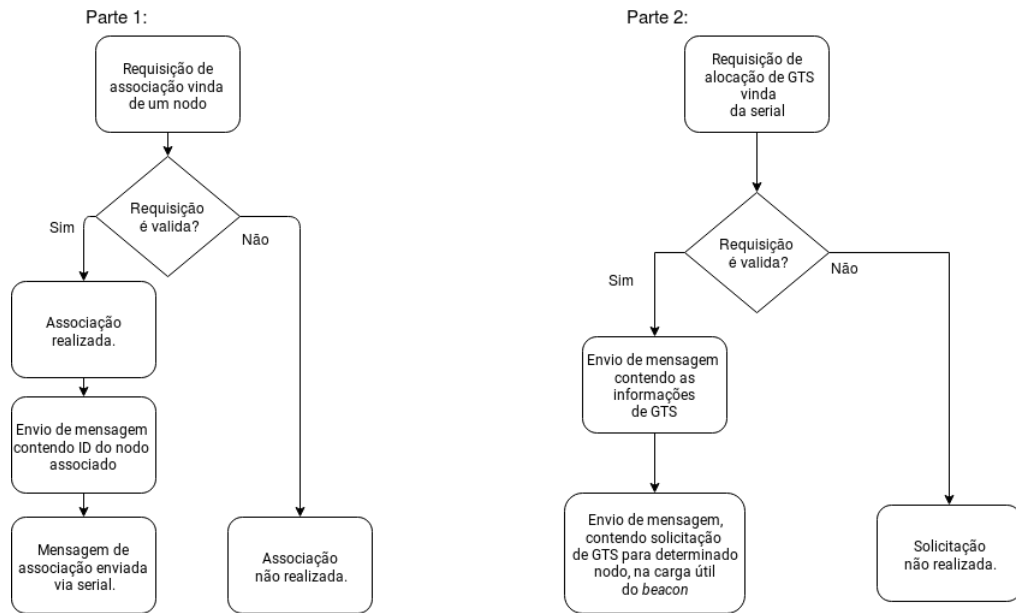 Parte 1:
Requisição de
associação vinda
de um nodo
Requisição
é valida?
Sim
Não
Associação
realizada.
Envio de mensagem
contendo ID do nodo
associado
Mensagem de
associação enviada
via serial.
Associação
não realizada.
Parte 2:
Requisição de
alocação de GTS
vinda
da serial
Requisição
é valida?
Sim
Não
Envio de mensagem
contendo as
informações
de GTS
Envio de mensagem,
contendo solicitação
de GTS para determinado
nodo, na carga útil
do beacon
Solicitação
não realizada.